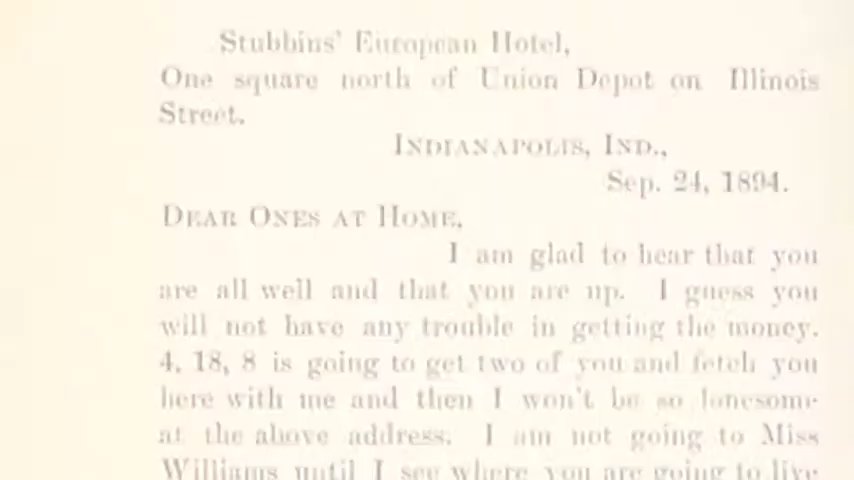 Stubbins' European Hotel,
One square north of Union Depot on Illinois
Street.
INDIANAPOLIS, IND.,
Sep. 24, 1894.
DEAR ONES AT HOME,
I am glad to hear that you
are all well and that you are up. I guess you
will not have any trouble in getting the money.
4, 18, 8 is going to get two of you and fetch you
here with me and then I won't be so lonesome
at the above address. I am not going to Miss
Williams until I see where you are going to live